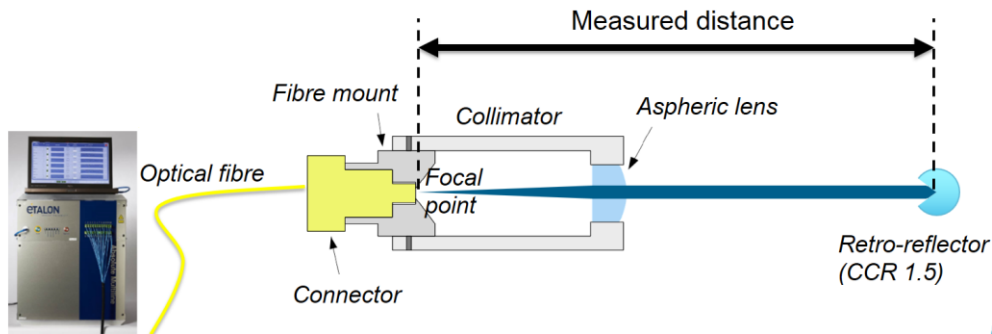 Measured distance
Fibre mount
Collimator
Aspheric lens
Optical fibre
Focal
point
ETALON
Connector
Retro-reflector
(CCR 1.5)